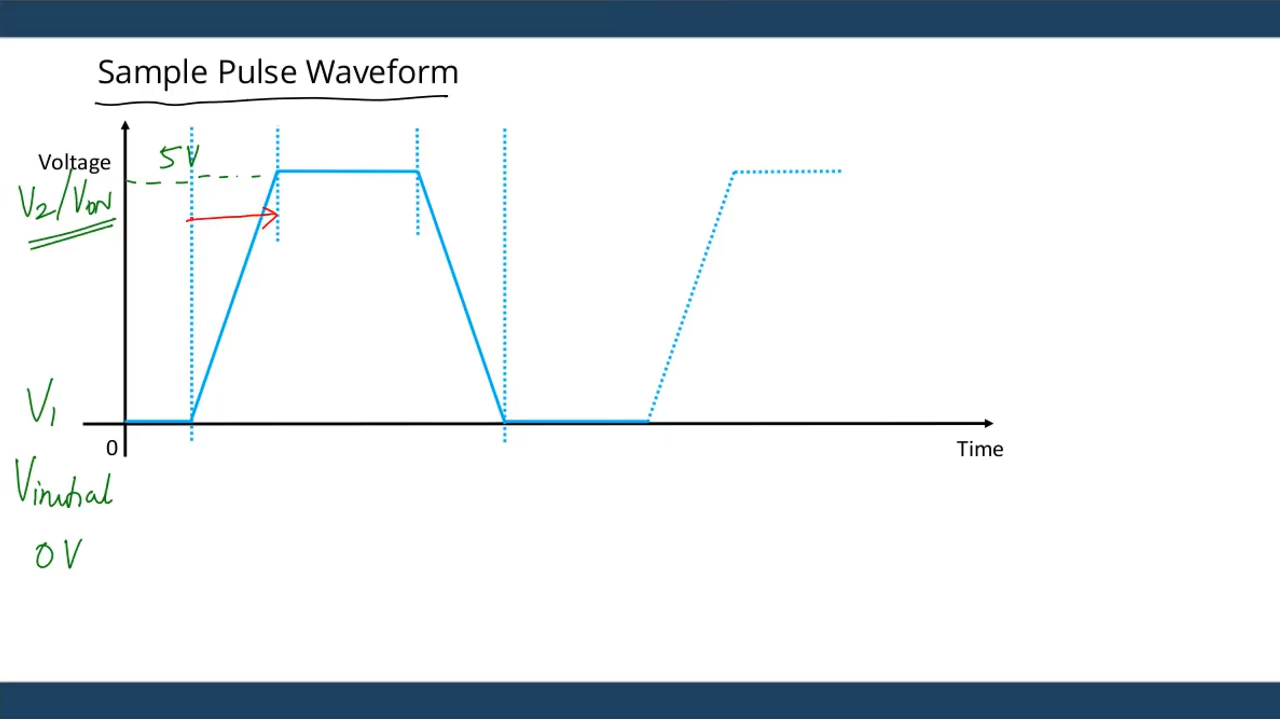 Sample Pulse Waveform
5V
Voltage
V2/VON
V1
0
Time
Vinitial
0V